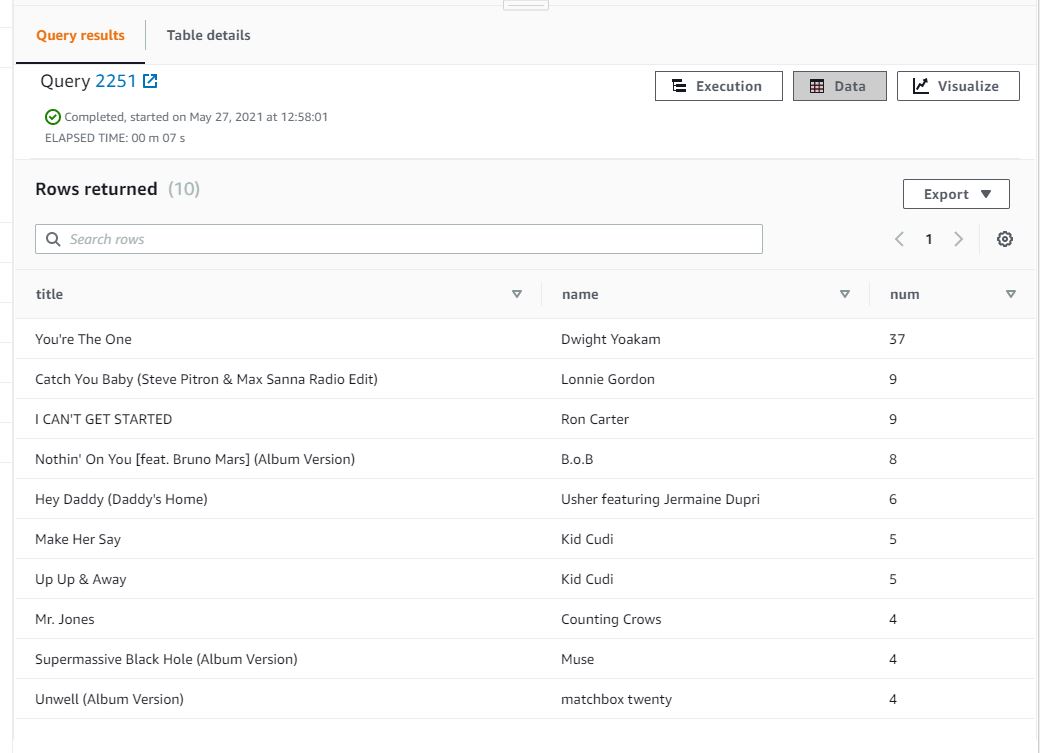 Query results Table details
Query 2251
Execution Data Visualize
Completed, started on May 27, 2021 at 12:58:01
ELAPSED TIME: 00 m 07 s
Rows returned (10)
Export
Search rows
1
title name num
You're The One Dwight Yoakam 37
Catch You Baby (Steve Pitron & Max Sanna Radio Edit) Lonnie Gordon 9
I CAN'T GET STARTED Ron Carter 9
Nothin' On You [feat. Bruno Mars] (Album Version) B.o.B 8
Hey Daddy (Daddy's Home) Usher featuring Jermaine Dupri 6
Make Her Say Kid Cudi 5
Up Up & Away Kid Cudi 5
Mr. Jones Counting Crows 4
Supermassive Black Hole (Album Version) Muse 4
Unwell (Album Version) matchbox twenty 4